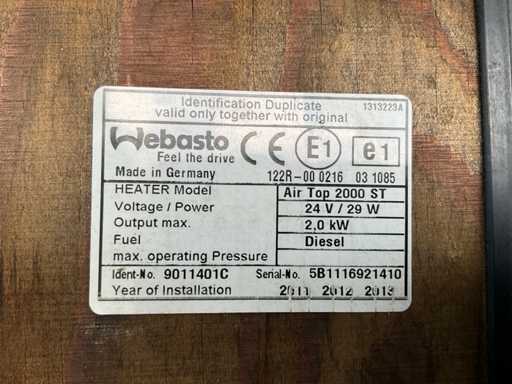 Identification Duplicate 1313223A
valid only together with original
Webasto CE E1 e1
Feel the drive
Made in Germany 122R-00 0216 03 1085
HEATER Model Air Top 2000 ST
Voltage / Power 24 V / 29 W
Output max. 2,0 kW
Fuel Diesel
max. operating Pressure
Ident-No. 9011401C Serial-No. 5B1116921410
Year of Installation 2011 2012 2013